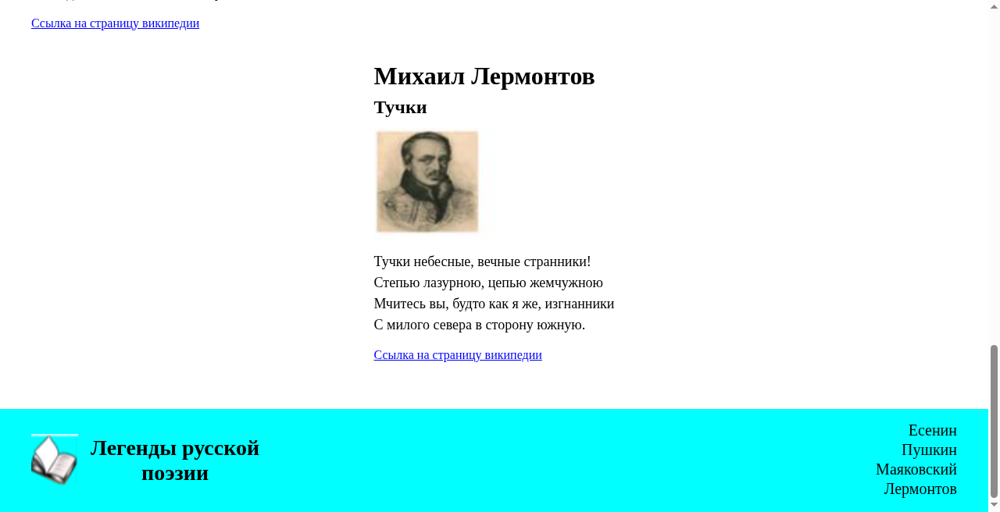 Ссылка на страницу википедии
Михаил Лермонтов
Тучки
Тучки небесные, вечные странники!
Степью лазурною, цепью жемчужною
Мчитесь вы, будто как я же, изгнанники
С милого севера в сторону южную.
Ссылка на страницу википедии
Легенды русской
поэзии
Есенин
Пушкин
Маяковский
Лермонтов